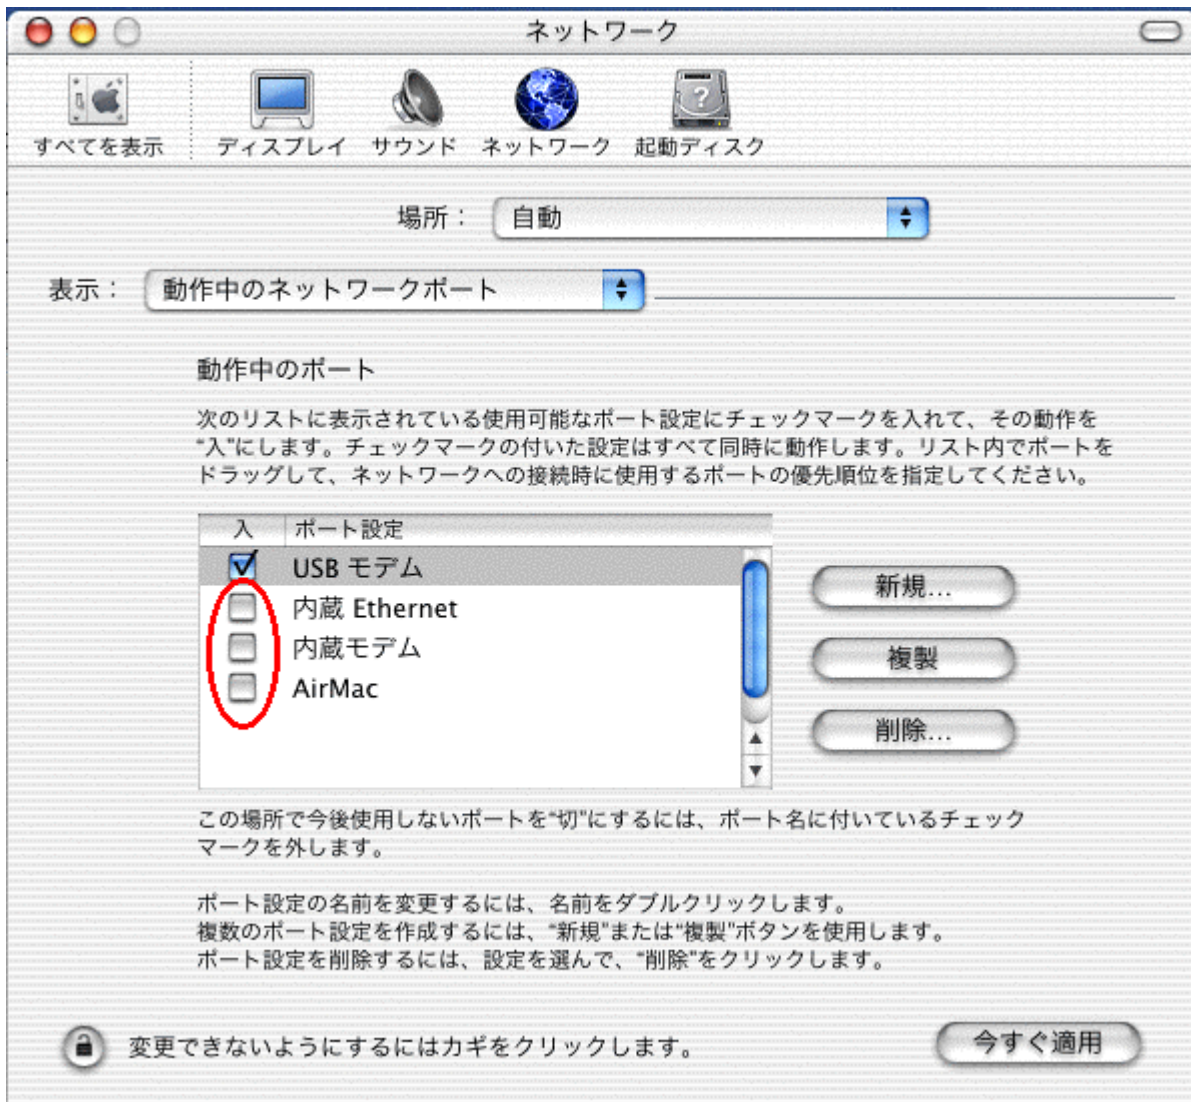 ネットワーク
すべてを表示
ディスプレイ
サウンド
ネットワーク
起動ディスク
場所：
自動
表示：
動作中のネットワークポート
動作中のポート
次のリストに表示されている使用可能なポート設定にチェックマークを入れて、その動作を
“入”にします。チェックマークの付いた設定はすべて同時に動作します。リスト内でポートを
ドラッグして、ネットワークへの接続時に使用するポートの優先順位を指定してください。
入 ポート設定
USB モデム
内蔵 Ethernet
内蔵モデム
AirMac
新規...
複製
削除...
この場所で今後使用しないポートを“切”にするには、ポート名に付いているチェック
マークを外します。
ポート設定の名前を変更するには、名前をダブルクリックします。
複数のポート設定を作成するには、“新規”または“複製”ボタンを使用します。
ポート設定を削除するには、設定を選んで、“削除”をクリックします。
変更できないようにするにはカギをクリックします。
今すぐ適用